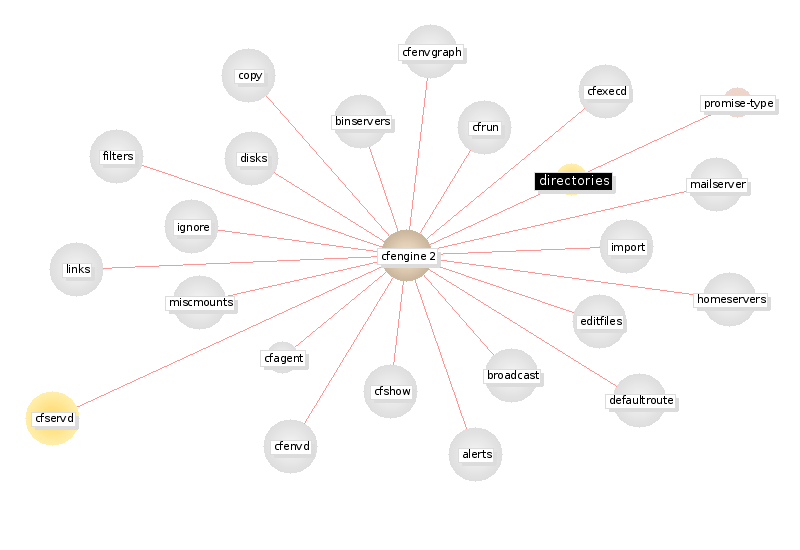 cfenvgraph
copy
cfexecd
promise-type
binservers
cfrun
filters
disks
directories
mailserver
ignore
import
cfengine 2
links
miscmounts
homeservers
editfiles
cfagent
broadcast
cfshow
defaultroute
cfservd
cfenvd
alerts